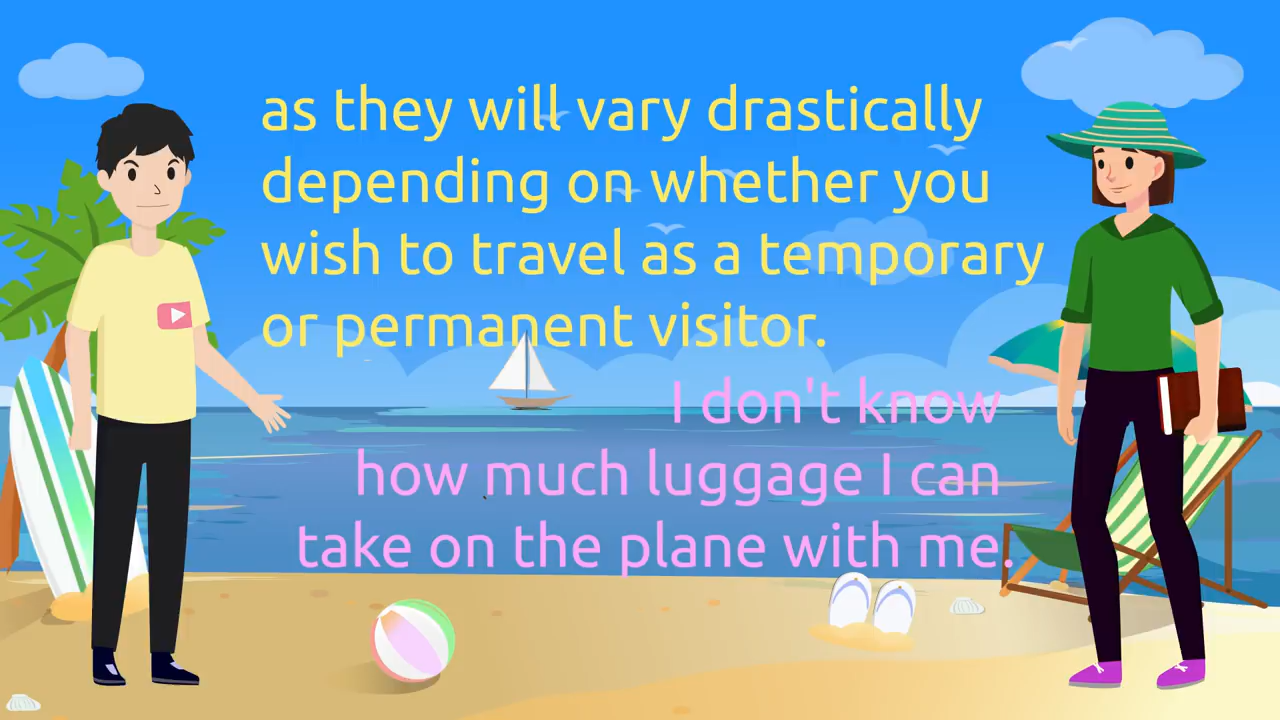 as they will vary drastically
depending on whether you
wish to travel as a temporary
or permanent visitor.
I don't know
how much luggage I can
take on the plane with me.